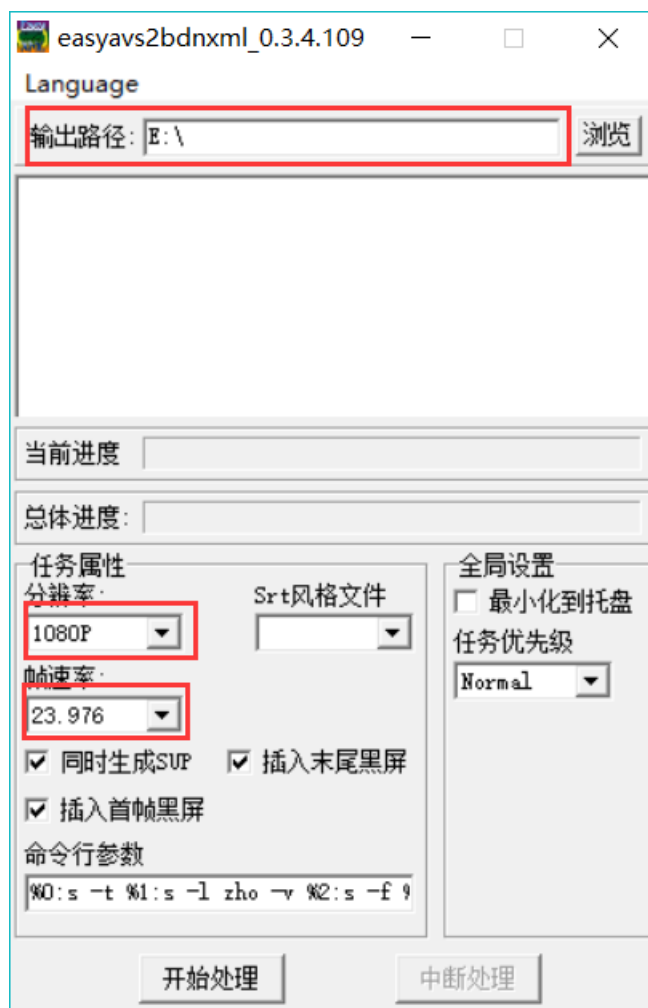 easyavs2bdnxml_0.3.4.109
Language
输出路径: E:\ 浏览
当前进度
总体进度:
任务属性 全局设置
分辨率: Srt风格文件 最小化到托盘
1080P 任务优先级
帧速率: Normal
23.976
同时生成SUP 插入末尾黑屏
插入首帧黑屏
命令行参数
%0:s -t %1:s -l zho -v %2:s -f %
开始处理 中断处理